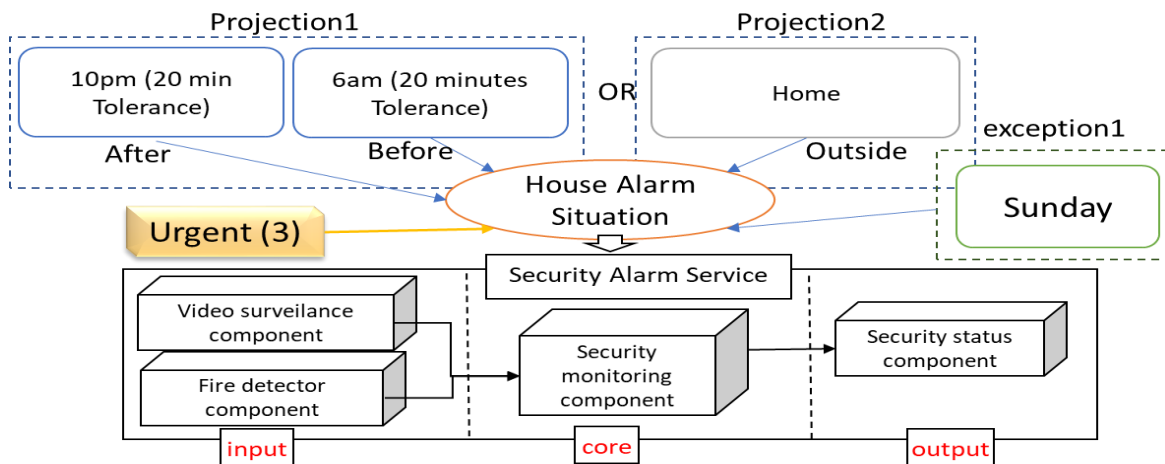 Projection1
Projection2
10pm (20 min
Tolerance)
6am (20 minutes
Tolerance)
OR
Home
exception1
After
Before
Outside
House Alarm
Situation
Sunday
Urgent (3)
Security Alarm Service
Video surveilance
component
Fire detector
component
Security
monitoring
component
Security status
component
input
core
output